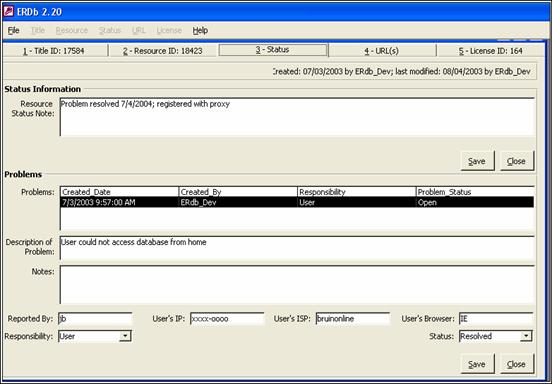 ERDb 2.20
File Title Resource Status URL License Help
1 - Title ID: 17584 2 - Resource ID: 18423 3 - Status 4 - URL(s) 5 - License ID: 164
Created: 07/03/2003 by ERdb_Dev; last modified: 08/04/2003 by ERdb_Dev
Status Information
Resource Status Note: Problem resolved 7/4/2004; registered with proxy
Save Close
Problems
Problems: Created_Date Created_By Responsibility Problem_Status
7/3/2003 9:57:00 AM ERdb_Dev User Open
Description of Problem: User could not access database from home
Notes:
Reported By: jb User's IP: xxxx-oooo User's ISP: bruinonline User's Browser: IE
Responsibility: User Status: Resolved
Save Close